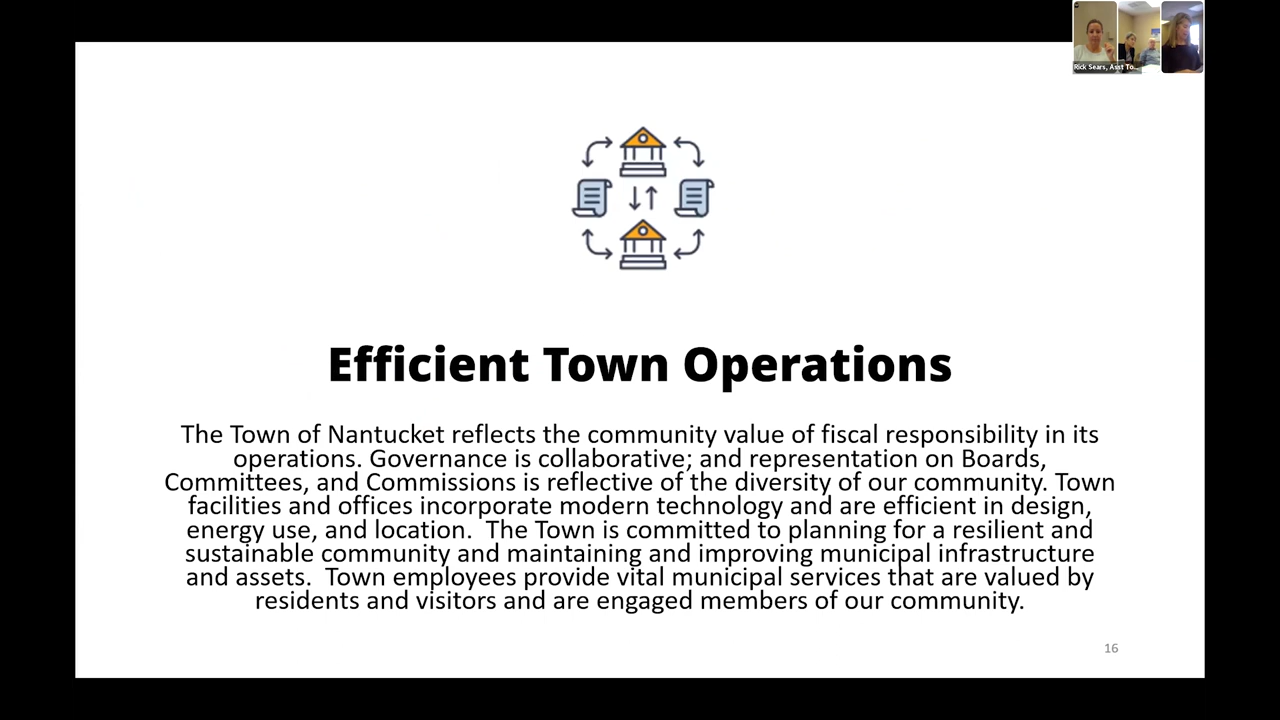 Rick Sears, Asst To...
Efficient Town Operations
The Town of Nantucket reflects the community value of fiscal responsibility in its
operations. Governance is collaborative; and representation on Boards,
Committees, and Commissions is reflective of the diversity of our community. Town
facilities and offices incorporate modern technology and are efficient in design,
energy use, and location.  The Town is committed to planning for a resilient and
sustainable community and maintaining and improving municipal infrastructure
and assets.  Town employees provide vital municipal services that are valued by
residents and visitors and are engaged members of our community.
16